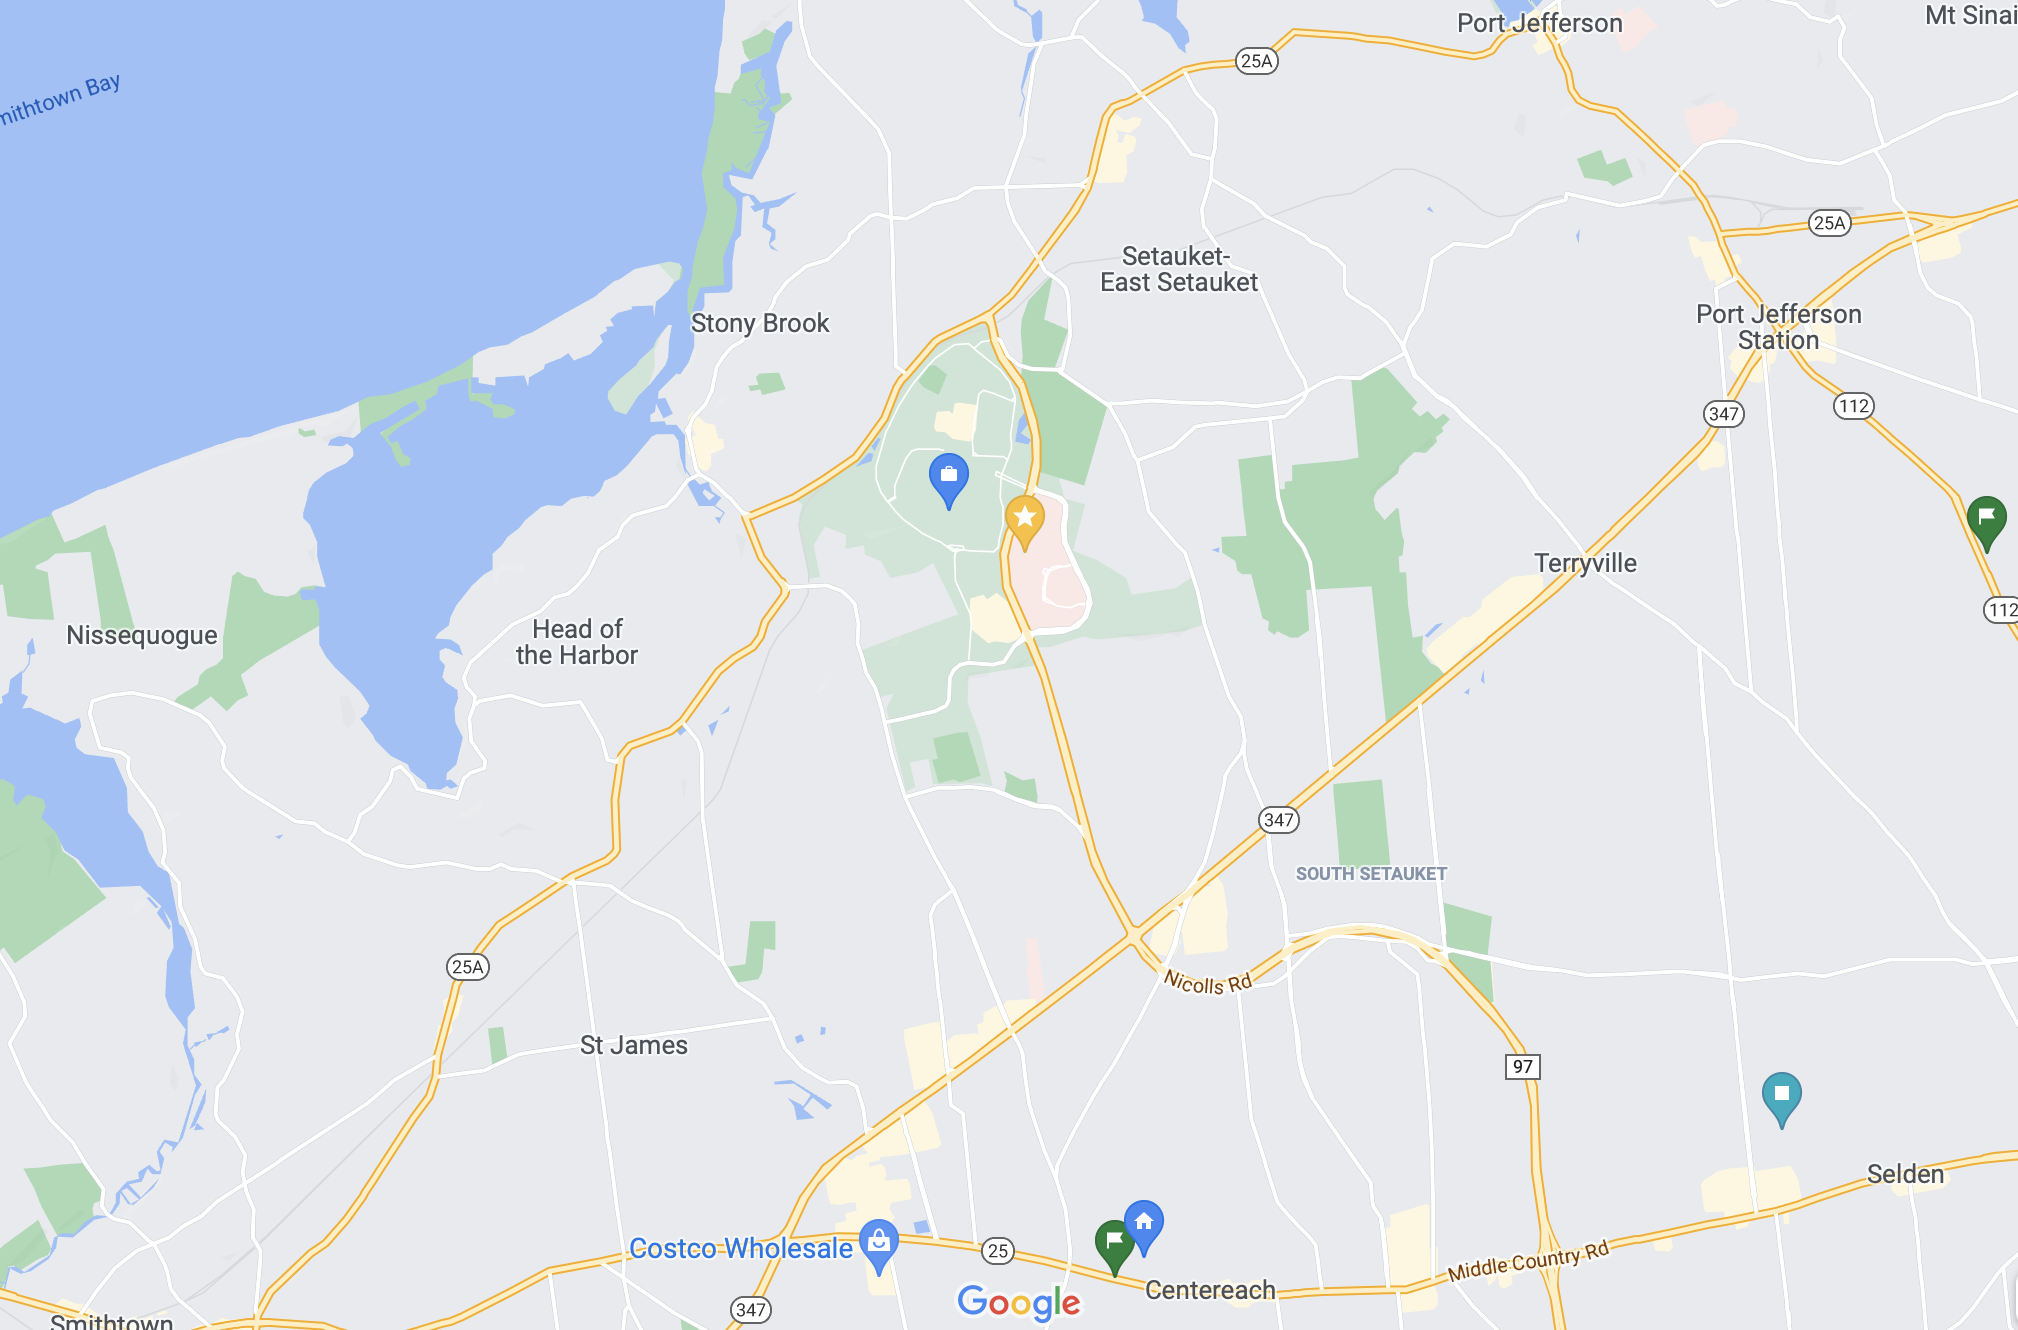 Port Jefferson
Mt Sinai
25A
mithtown Bay
25A
Setauket-
East Setauket
Stony Brook
Port Jefferson
Station
347
112
Terryville
112
Nissequogue
Head of
the Harbor
347
SOUTH SETAUKET
25A
Nicolls Rd
St James
97
Selden
Costco Wholesale
25
Middle Country Rd
Centereach
Google
347
Smithtown